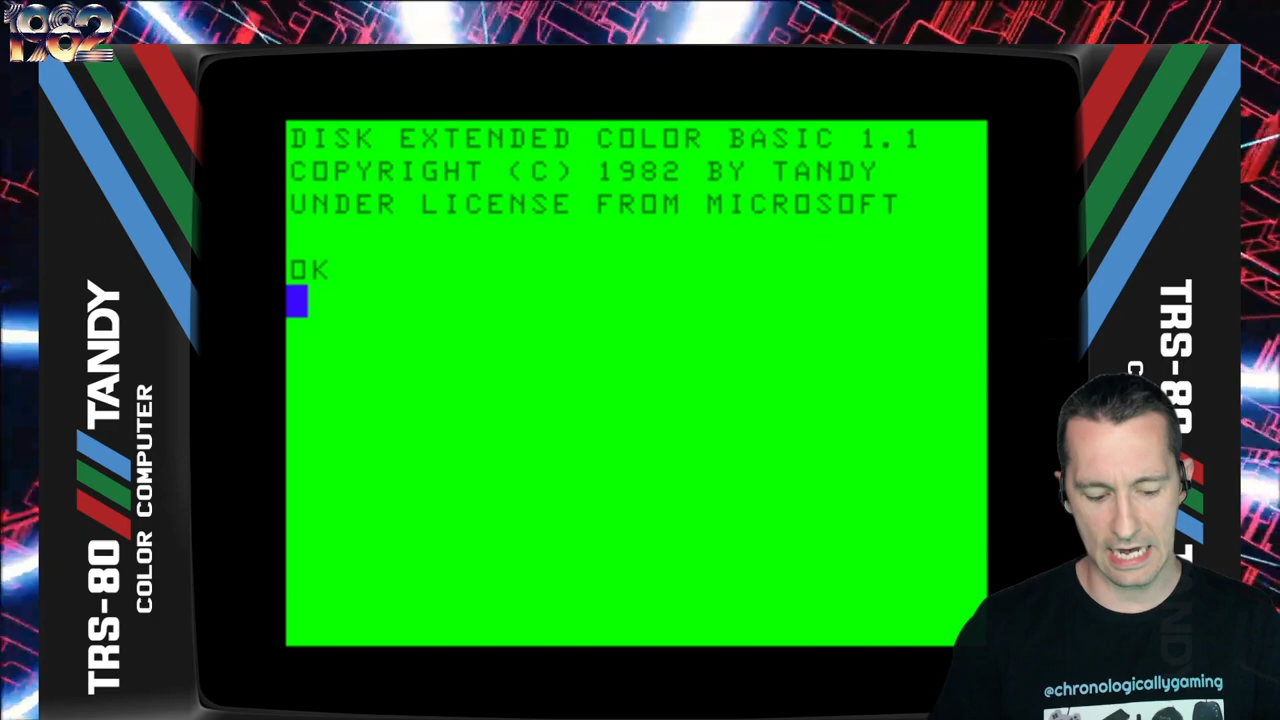 1982
DISK EXTENDED COLOR BASIC 1.1
COPYRIGHT (C) 1982 BY TANDY
UNDER LICENSE FROM MICROSOFT
OK
TRS-80 TANDY
COLOR COMPUTER
TRS-80
C
@chronologicallygaming